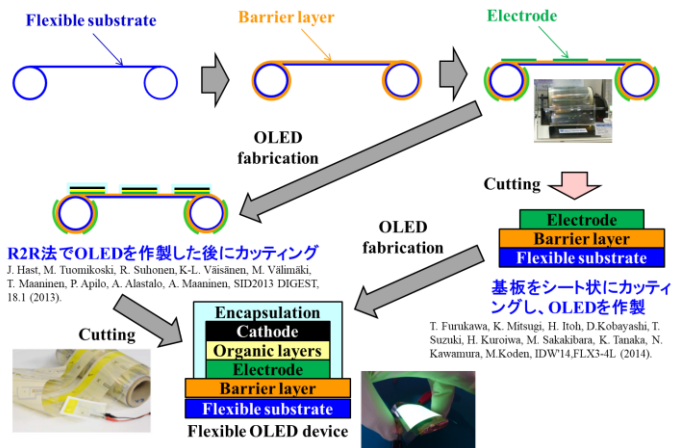 Flexible substrate
Barrier layer
Electrode
OLED
fabrication
Cutting
R2R法でOLEDを作製した後にカッティング
J. Hast, M. Tuomikoski, R. Suhonen, K-L. Väisänen, M. Välimäki,
T. Maaninen, P. Apilo, A. Alastalo, A. Maaninen, SID2013 DIGEST,
18.1 (2013).
OLED
fabrication
Electrode
Barrier layer
Flexible substrate
基板をシート状にカッティ
ングし、OLEDを作製
T. Furukawa, K. Mitsugi, H. Itoh, D.Kobayashi, T.
Suzuki, H. Kuroiwa, M. Sakakibara, K. Tanaka, N.
Kawamura, M.Koden, IDW'14,FLX3-4L (2014).
Cutting
Encapsulation
Cathode
Organic layers
Electrode
Barrier layer
Flexible substrate
Flexible OLED device